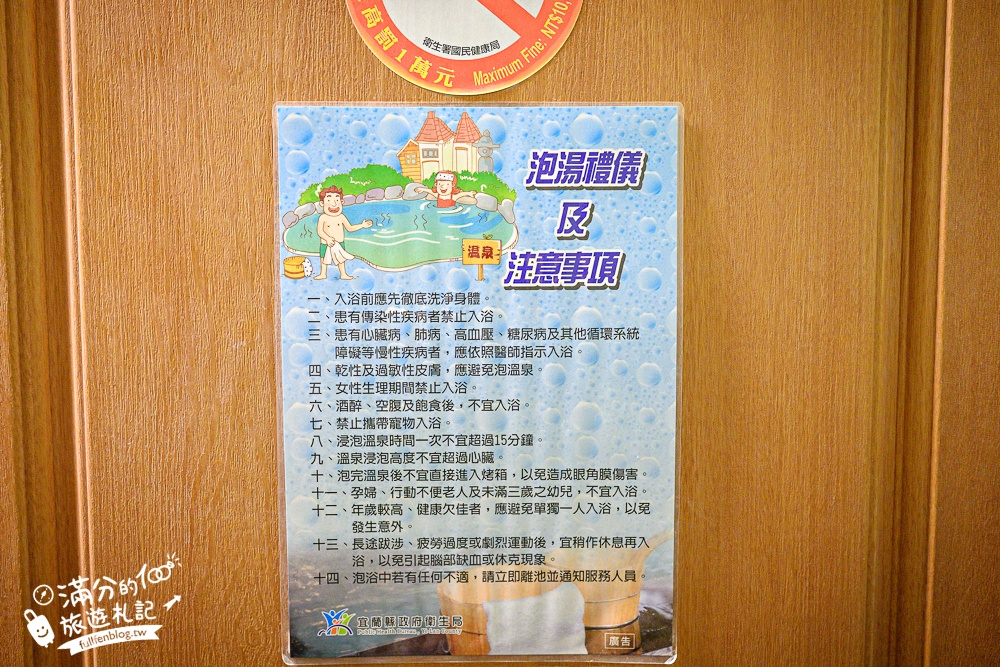 最高罰1萬元
Maximum Fine: NT$10,
衛生署國民健康局
泡湯禮儀
及
注意事項
溫泉
一、入浴前應先徹底洗淨身體。
二、患有傳染性疾病者禁止入浴。
三、患有心臟病、肺病、高血壓、糖尿病及其他循環系統
障礙等慢性疾病者，應依照醫師指示入浴。
四、乾性及過敏性皮膚，應避免泡溫泉。
五、女性生理期間禁止入浴。
六、酒醉、空腹及飽食後，不宜入浴。
七、禁止攜帶寵物入浴。
八、浸泡溫泉時間一次不宜超過15分鐘。
九、溫泉浸泡高度不宜超過心臟。
十、泡完溫泉後不宜直接進入烤箱，以免造成眼角膜傷害。
十一、孕婦、行動不便老人及未滿三歲之幼兒，不宜入浴。
十二、年歲較高、健康欠佳者，應避免單獨一人入浴，以免
發生意外。
十三、長途跋涉、疲勞過度或劇烈運動後，宜稍作休息再入
浴，以免引起腦部缺血或休克現象。
十四、泡浴中若有任何不適，請立即離池並通知服務人員。
宜蘭縣政府衛生局
Public Health Bureau, Yi-Lan County
廣告
滿分的
旅遊札記
fullfenblog.tw